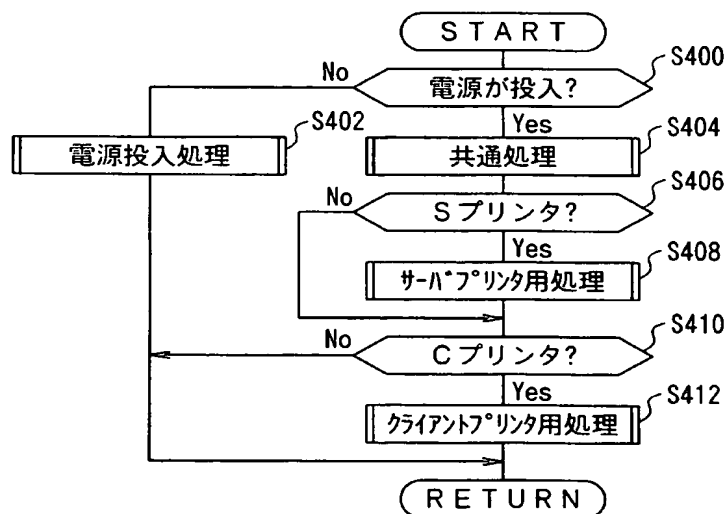 START
S400
No
電源が投入?
Yes
S402
電源投入処理
S404
共通処理
S406
No
Sプリンタ?
Yes
S408
ｻｰﾊﾞﾌﾟﾘﾝﾀ用処理
S410
No
Cプリンタ?
Yes
S412
ｸﾗｲｱﾝﾄﾌﾟﾘﾝﾀ用処理
RETURN